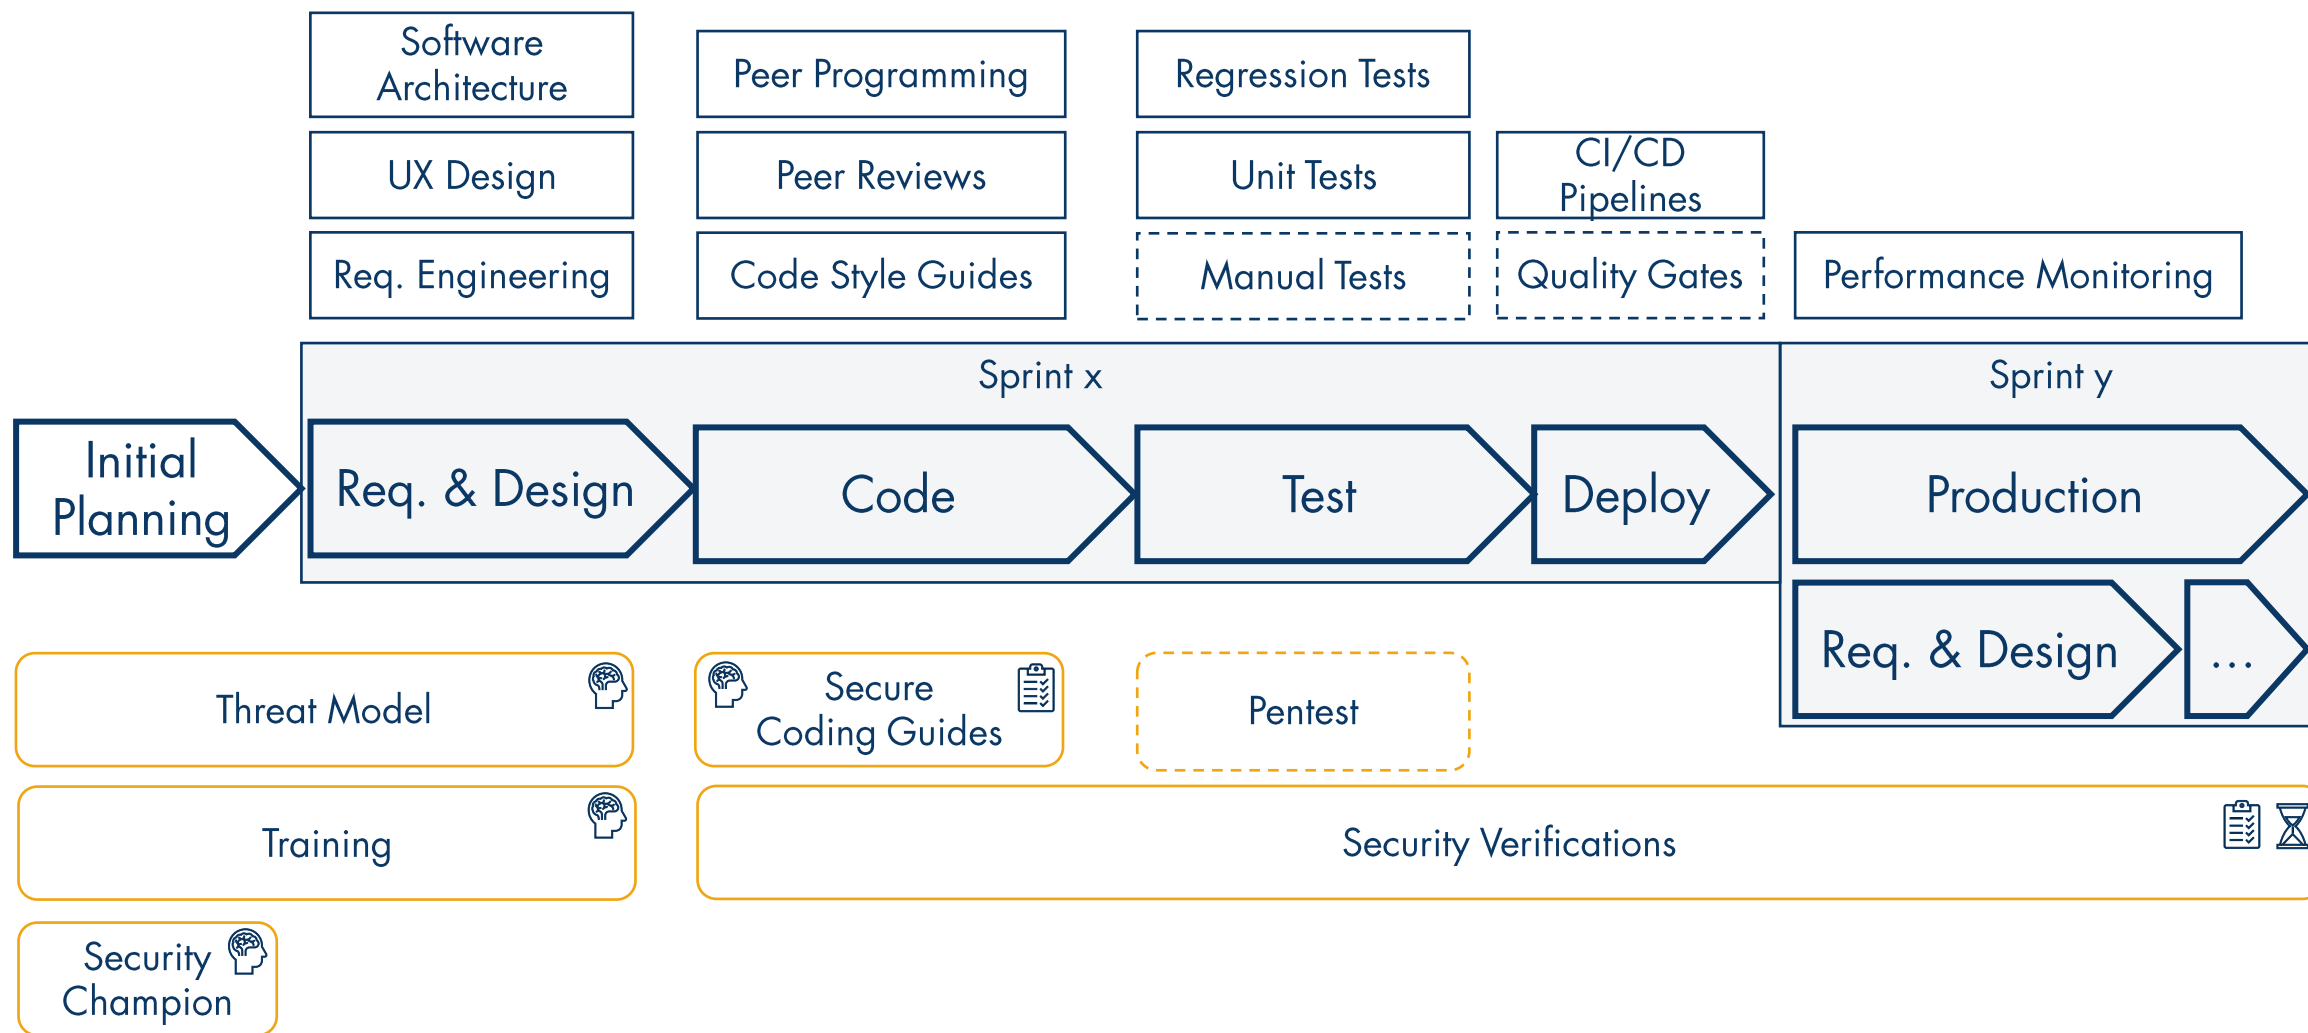 Software
Architecture
Peer Programming
Regression Tests
UX Design
Peer Reviews
Unit Tests
CI/CD
Pipelines
Req. Engineering
Code Style Guides
Manual Tests
Quality Gates
Performance Monitoring
Sprint x
Sprint y
Initial
Planning
Req. & Design
Code
Test
Deploy
Production
Req. & Design
...
Threat Model
Secure
Coding Guides
Pentest
Training
Security Verifications
Security
Champion